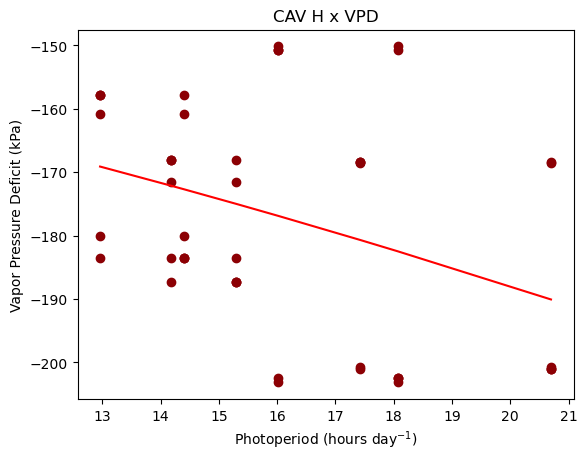 CAV H x VPD
Vapor Pressure Deficit (kPa)
−150
−160
−170
−180
−190
−200
13 14 15 16 17 18 19 20 21
Photoperiod (hours day⁻¹)